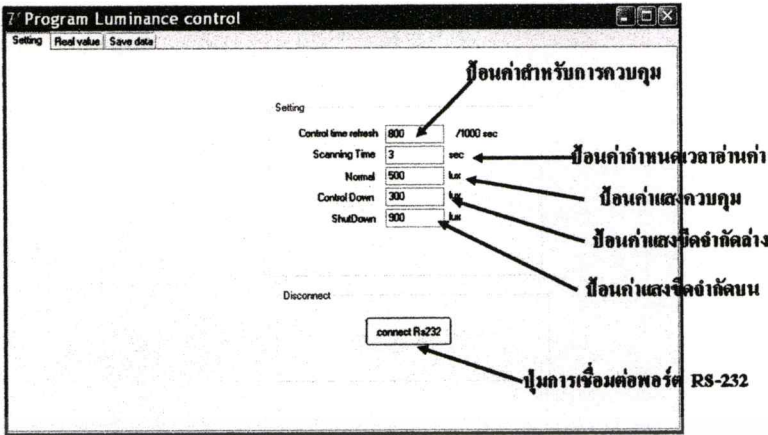 7' Program Luminance control
Setting Real value Save data
ป้อนค่าสำหรับการควบคุม
Setting
Control time refresh 800 /1000 sec
Scanning Time 3 sec ป้อนค่ากำหนดเวลาอ่านค่า
Normal 500 lux ป้อนค่าแสงควบคุม
Control Down 300 lux ป้อนค่าแสงขีดจำกัดล่าง
ShutDown 900 lux ป้อนค่าแสงขีดจำกัดบน
Disconnect
connect Rs232
ปุ่มการเชื่อมต่อพอร์ต RS-232